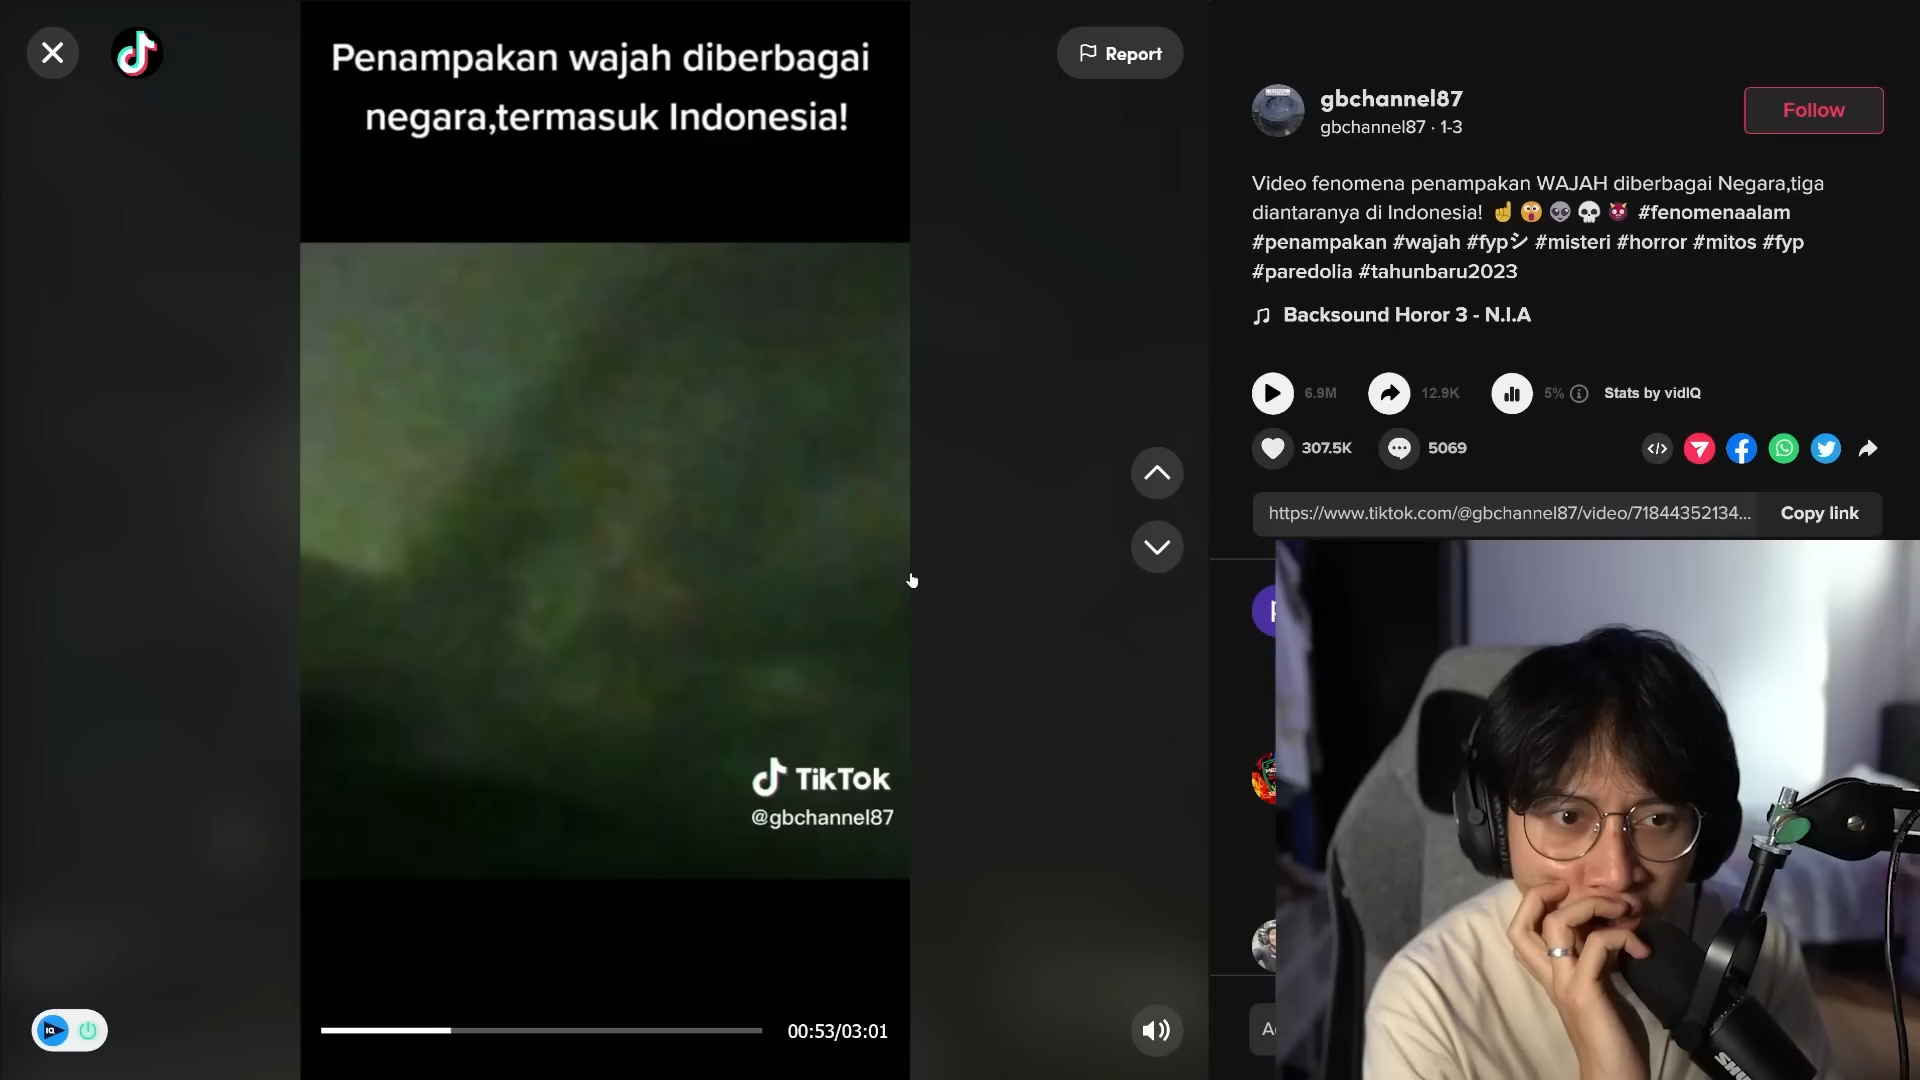 Penampakan wajah diberbagai
negara,termasuk Indonesia!
Report
gbchannel87
gbchannel87 · 1-3
Follow
Video fenomena penampakan WAJAH diberbagai Negara,tiga
diantaranya di Indonesia! ☝️😱👽💀👿 #fenomenaalam
#penampakan #wajah #fypシ #misteri #horror #mitos #fyp
#paredolia #tahunbaru2023
Backsound Horor 3 - N.I.A
6.9M 12.9K 5% Stats by vidIQ
307.5K 5069
https://www.tiktok.com/@gbchannel87/video/71844352134... Copy link
TikTok
@gbchannel87
00:53/03:01